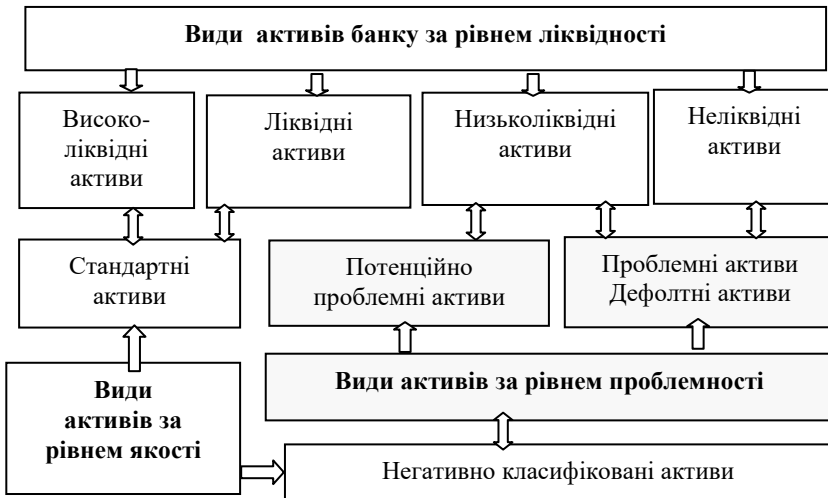 Види активів банку за рівнем ліквідності
Високо-
ліквідні
активи
Ліквідні
активи
Низьколіквідні
активи
Неліквідні
активи
Стандартні
активи
Потенційно
проблемні активи
Проблемні активи
Дефолтні активи
Види
активів за
рівнем якості
Види активів за рівнем проблемності
Негативно класифіковані активи